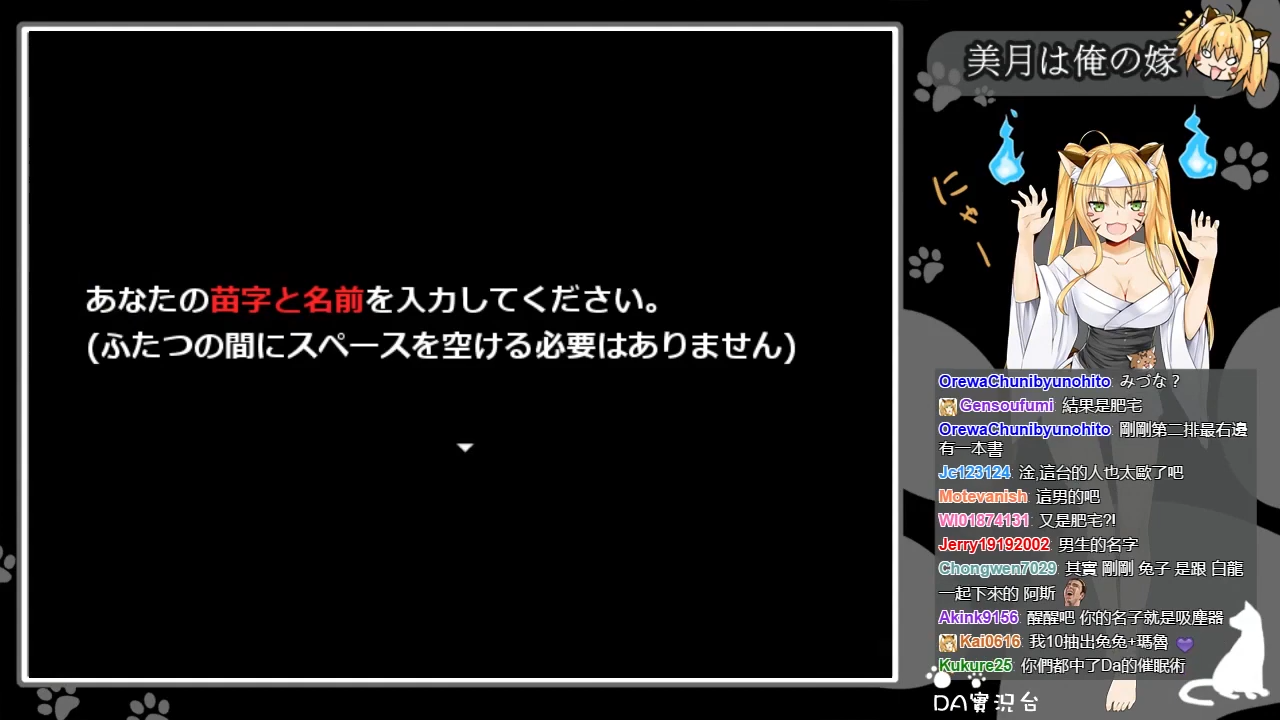 あなたの苗字と名前を入力してください。
(ふたつの間にスペースを空ける必要はありません)
美月は俺の嫁
にゃー
OrewaChunibyunohito みづな？
Gensoufumi 結果是肥宅
OrewaChunibyunohito 剛剛第二排最右邊
有一本書
Jc123124 淦,這台的人也太歐了吧
Motevanish 這男的吧
Wl01874131: 又是肥宅?!
Jerry19192002 男生的名字
Chongwen7029 其實 剛剛 兔子 是跟 白龍
一起下來的 阿斯
Akink9156 醒醒吧 你的名子就是吸塵器
Kai0616 我10抽出兔兔+瑪魯
Kukure25 你們都中了Da的催眠術
DA實況台